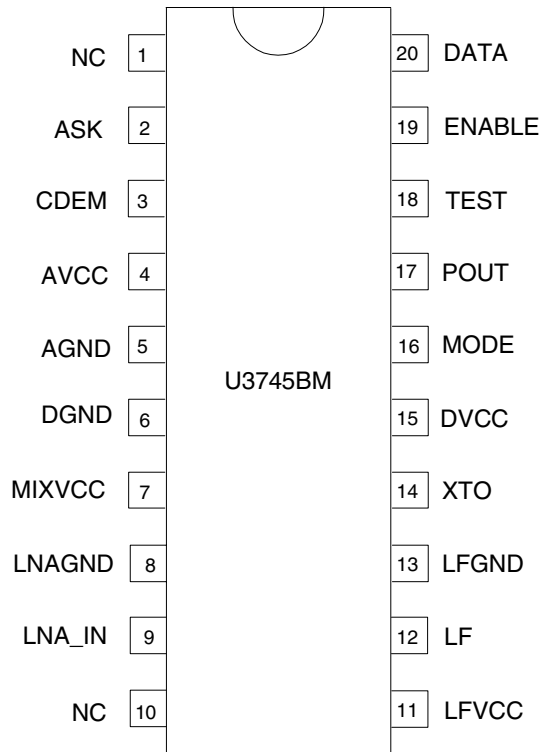 NC 1 20 DATA
ASK 2 19 ENABLE
CDEM 3 18 TEST
AVCC 4 17 POUT
AGND 5 16 MODE
U3745BM
DGND 6 15 DVCC
MIXVCC 7 14 XTO
LNAGND 8 13 LFGND
LNA_IN 9 12 LF
NC 10 11 LFVCC